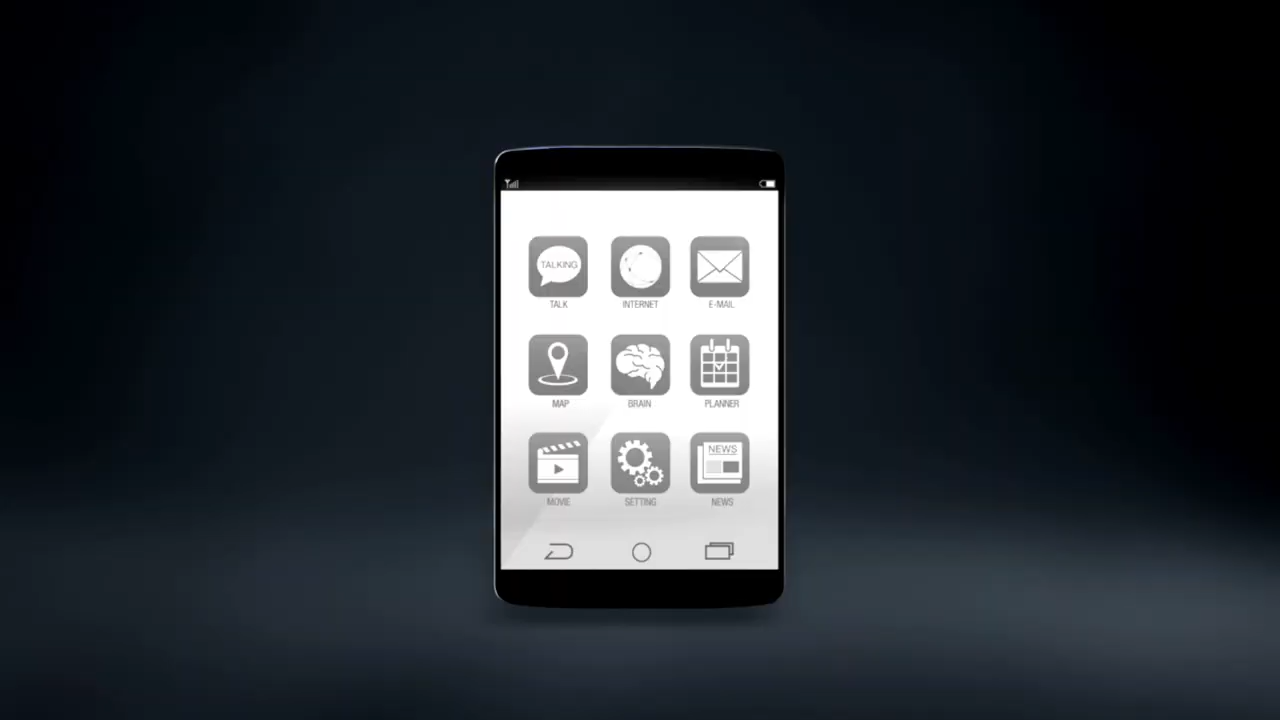 TALKING
TALK INTERNET E-MAIL
MAP BRAIN PLANNER
NEWS
MOVIE SETTING NEWS